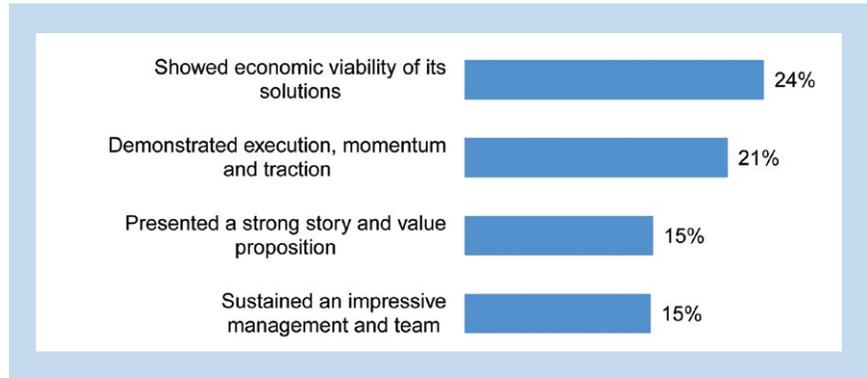 Showed economic viability of its
solutions
24%
Demonstrated execution, momentum
and traction
21%
Presented a strong story and value
proposition
15%
Sustained an impressive
management and team
15%